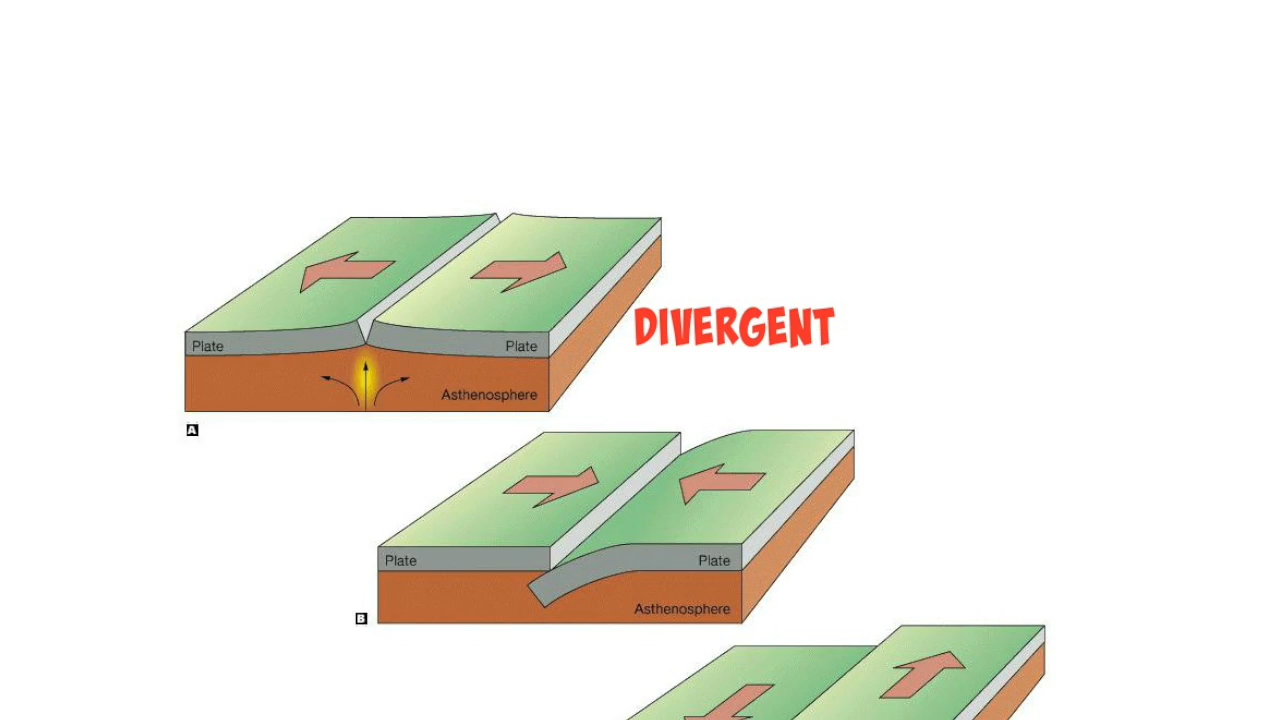 DIVERGENT
Plate
Plate
Asthenosphere
A
Plate
Plate
Asthenosphere
B